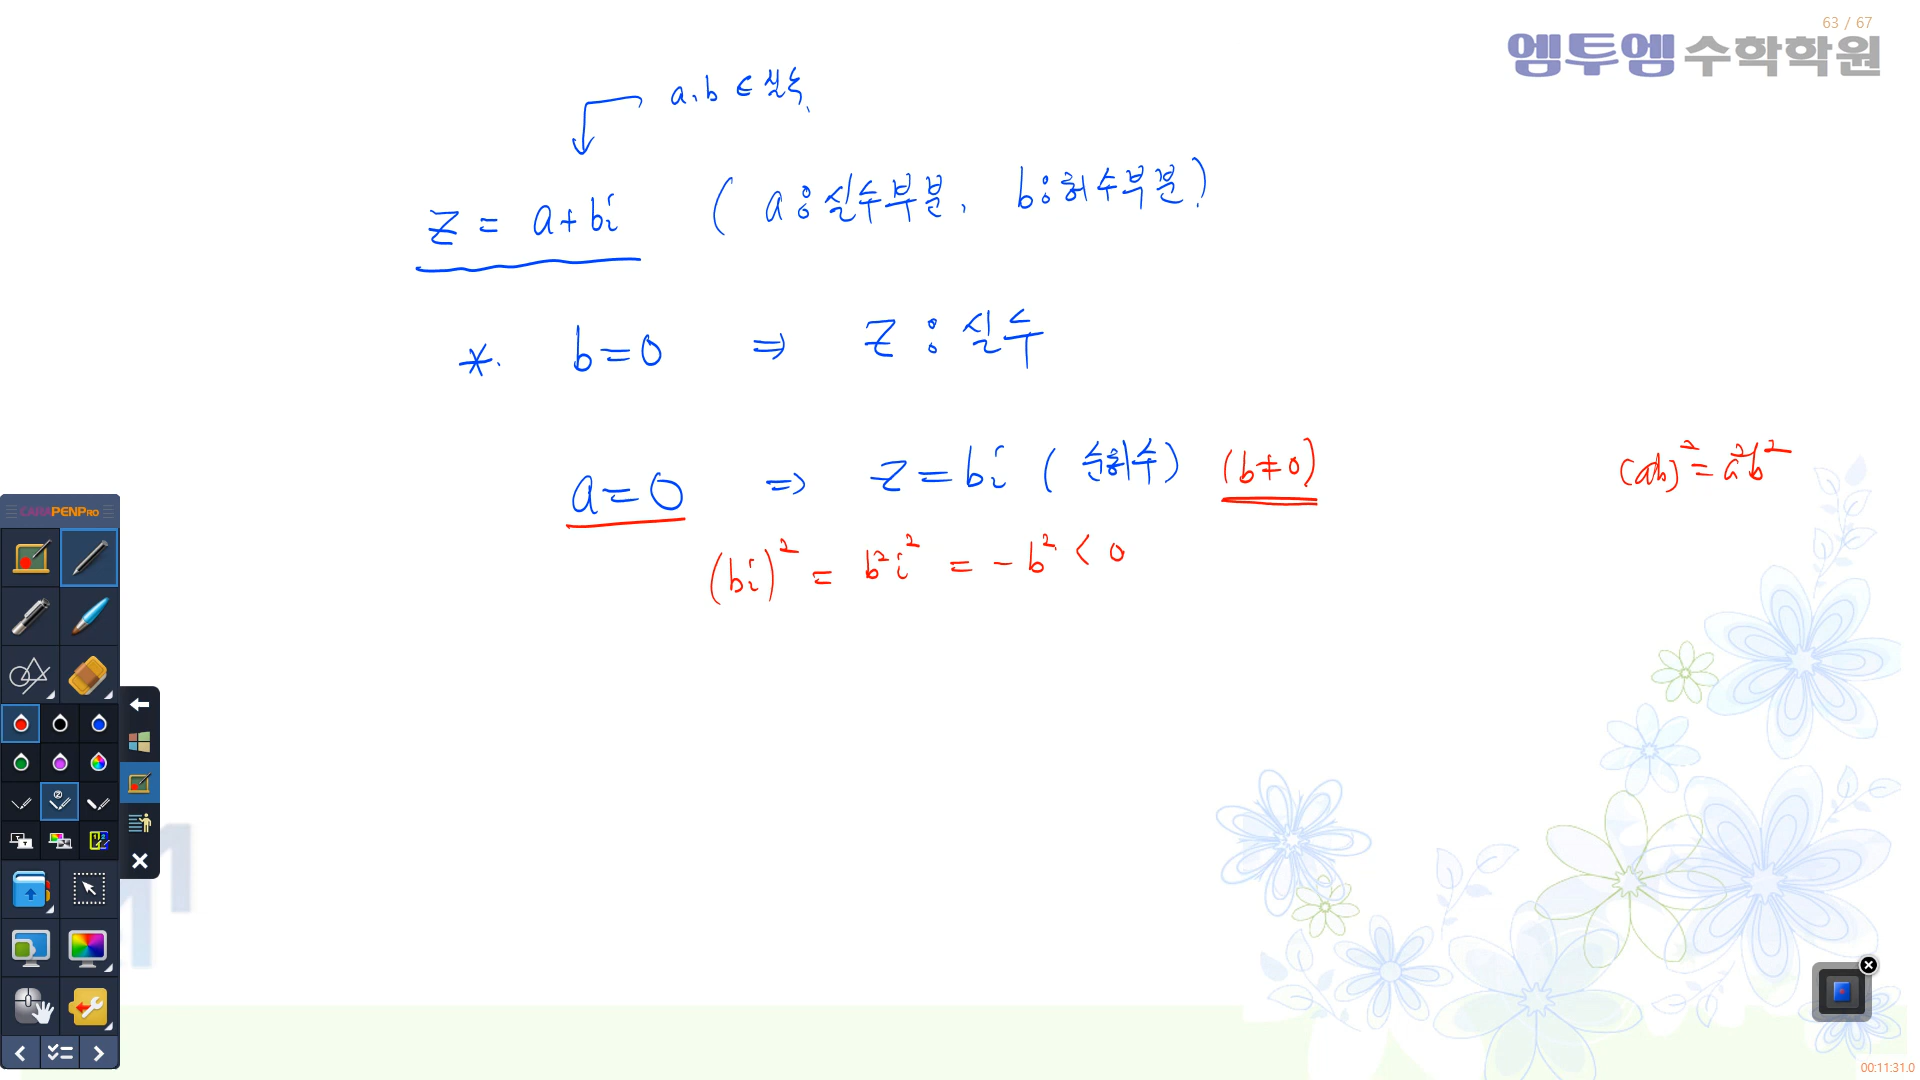 63 / 67
엠투엠 수학학원
a, b ∈ 실수.
z = a+bi ( a : 실수부분, b : 허수부분 )
*. b=0 ⇒ z : 실수
a=0 ⇒ z=bi ( 순허수 ) (b≠0)
(ab)² = a²b²
(bi)² = b²i² = -b² < 0
CARAPENPRO
00:11:31.0